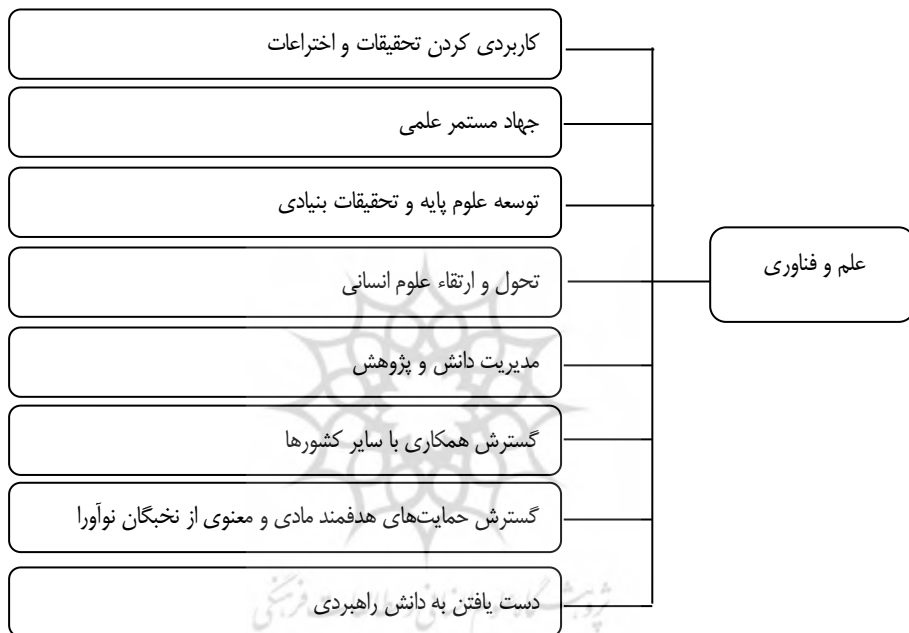 علم و فناوری
کاربردی کردن تحقیقات و اختراعات
جهاد مستمر علمی
توسعه علوم پایه و تحقیقات بنیادی
تحول و ارتقاء علوم انسانی
مدیریت دانش و پژوهش
گسترش همکاری با سایر کشورها
گسترش حمایت‌های هدفمند مادی و معنوی از نخبگان نوآورا
دست یافتن به دانش راهبردی